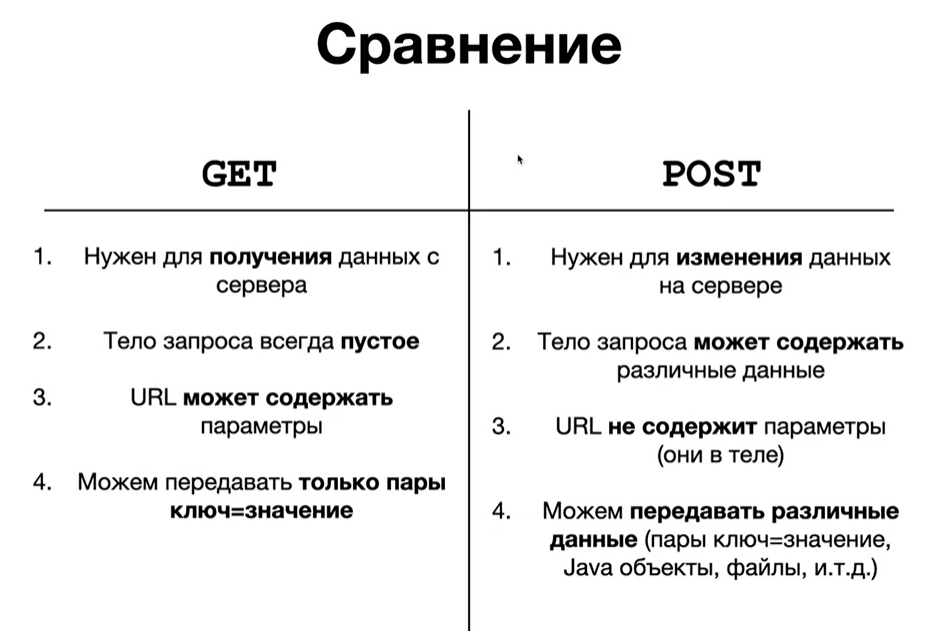 Сравнение
GET
1. Нужен для получения данных с
сервера
2. Тело запроса всегда пустое
3. URL может содержать
параметры
4. Можем передавать только пары
ключ=значение
POST
1. Нужен для изменения данных
на сервере
2. Тело запроса может содержать
различные данные
3. URL не содержит параметры
(они в теле)
4. Можем передавать различные
данные (пары ключ=значение,
Java объекты, файлы, и.т.д.)